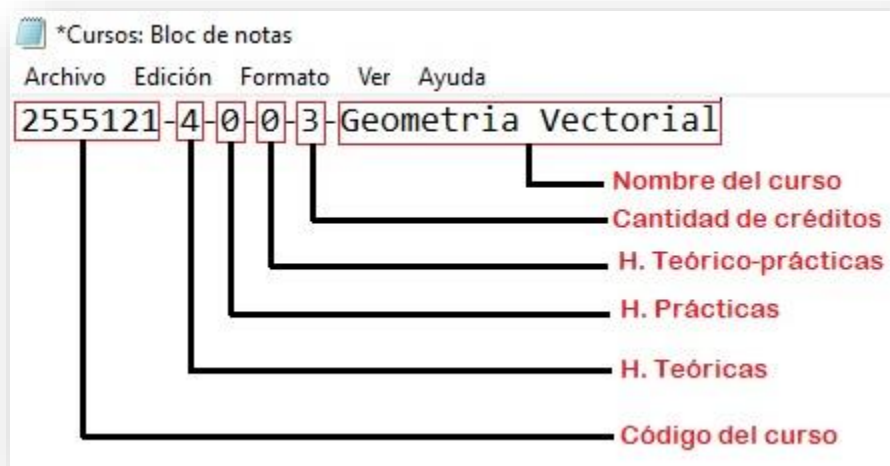 *Cursos: Bloc de notas
Archivo Edición Formato Ver Ayuda
2555121-4-0-0-3-Geometria Vectorial
Nombre del curso
Cantidad de créditos
H. Teórico-prácticas
H. Prácticas
H. Teóricas
Código del curso